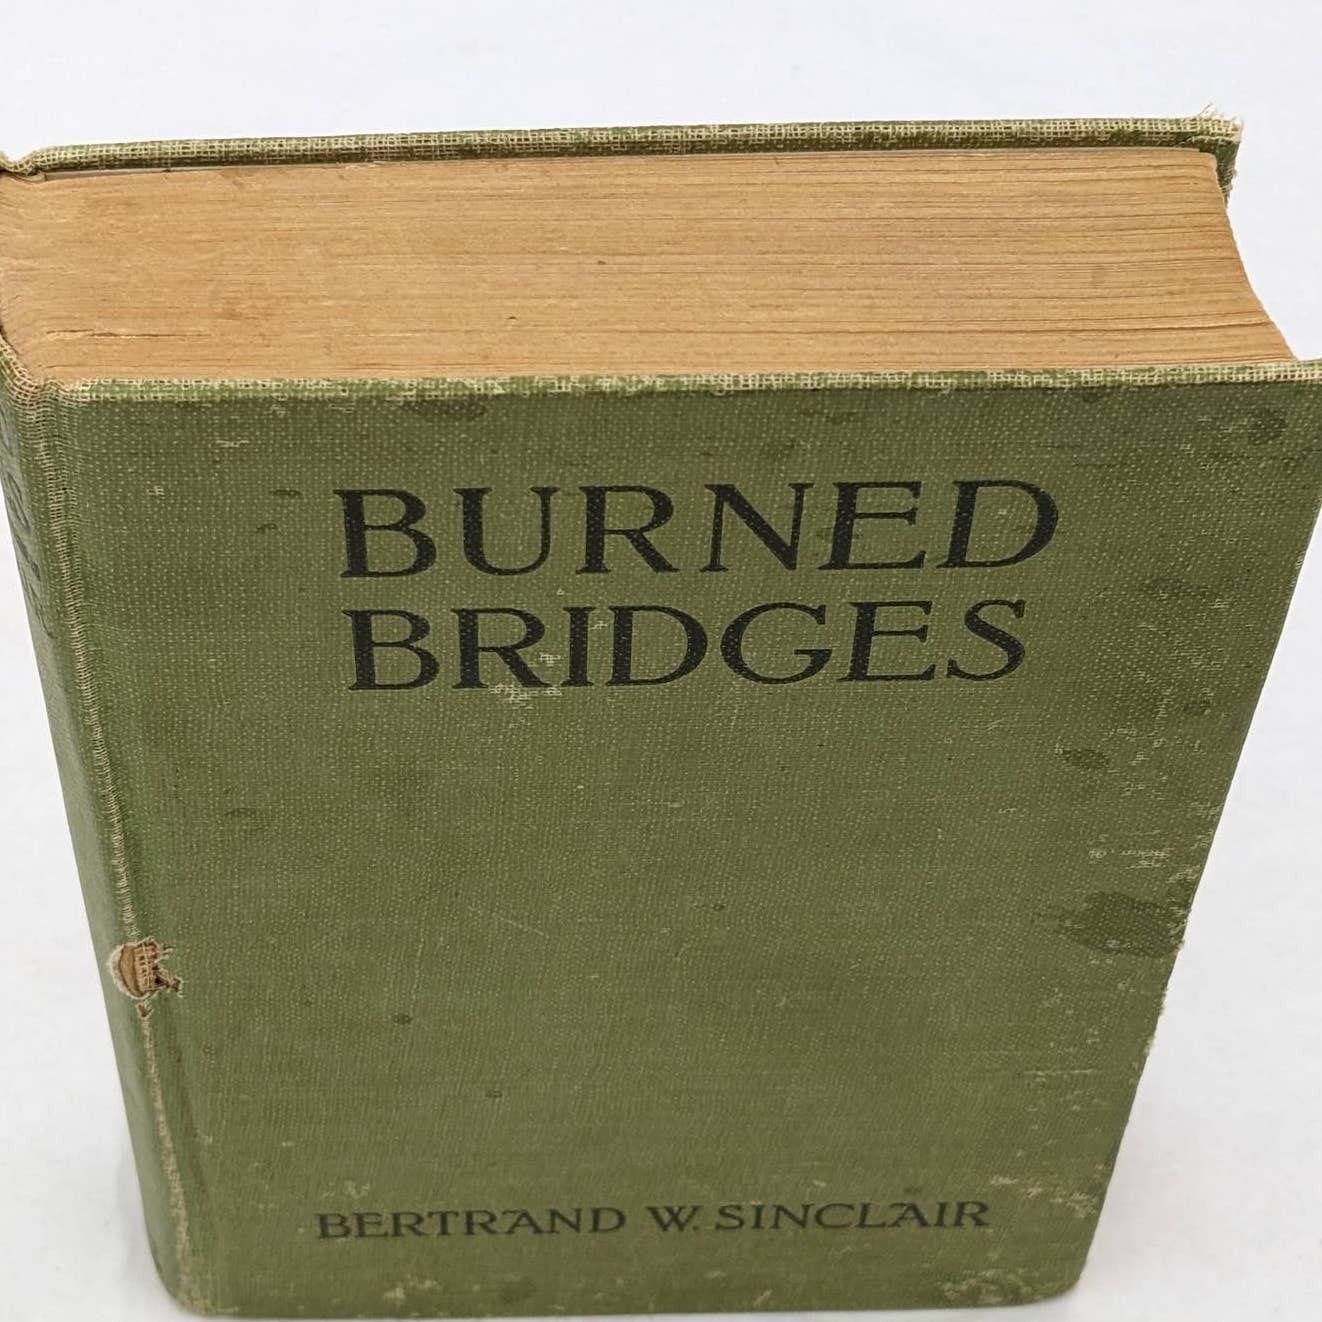 BURNED
BRIDGES
BERTRAND W. SINCLAIR